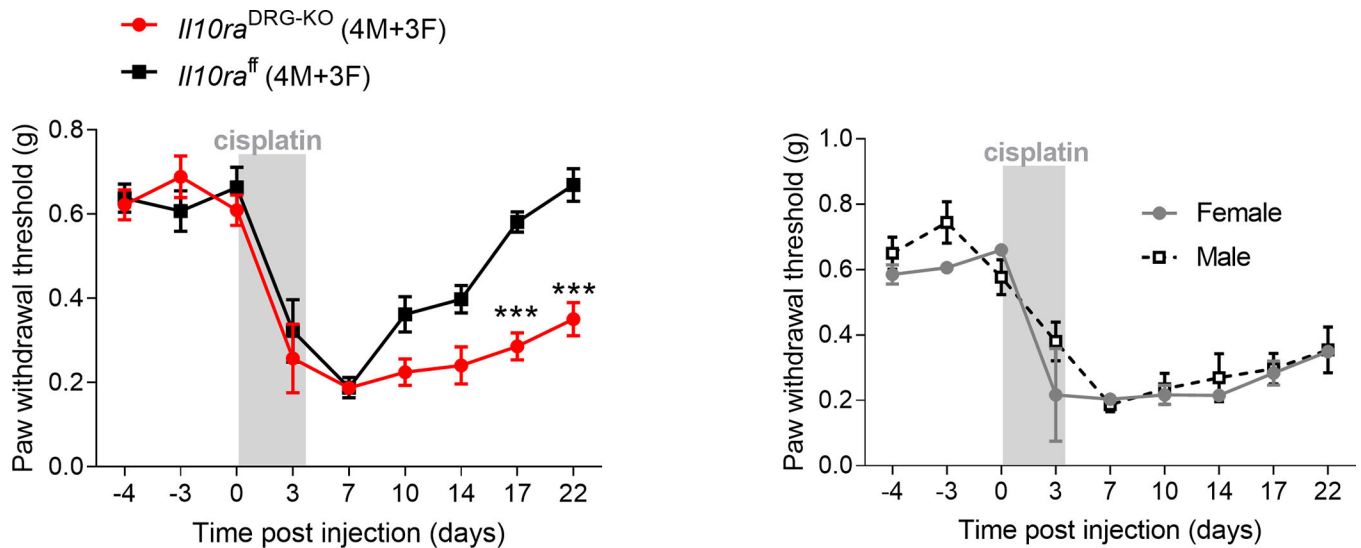 Il10ra^DRG-KO (4M+3F)
Il10ra^ff (4M+3F)
Paw withdrawal threshold (g)
0.8
0.6
0.4
0.2
0.0
cisplatin
***
***
-4 -3 0 3 7 10 14 17 22
Time post injection (days)
Paw withdrawal threshold (g)
1.0
0.8
0.6
0.4
0.2
0.0
cisplatin
Female
Male
-4 -3 0 3 7 10 14 17 22
Time post injection (days)